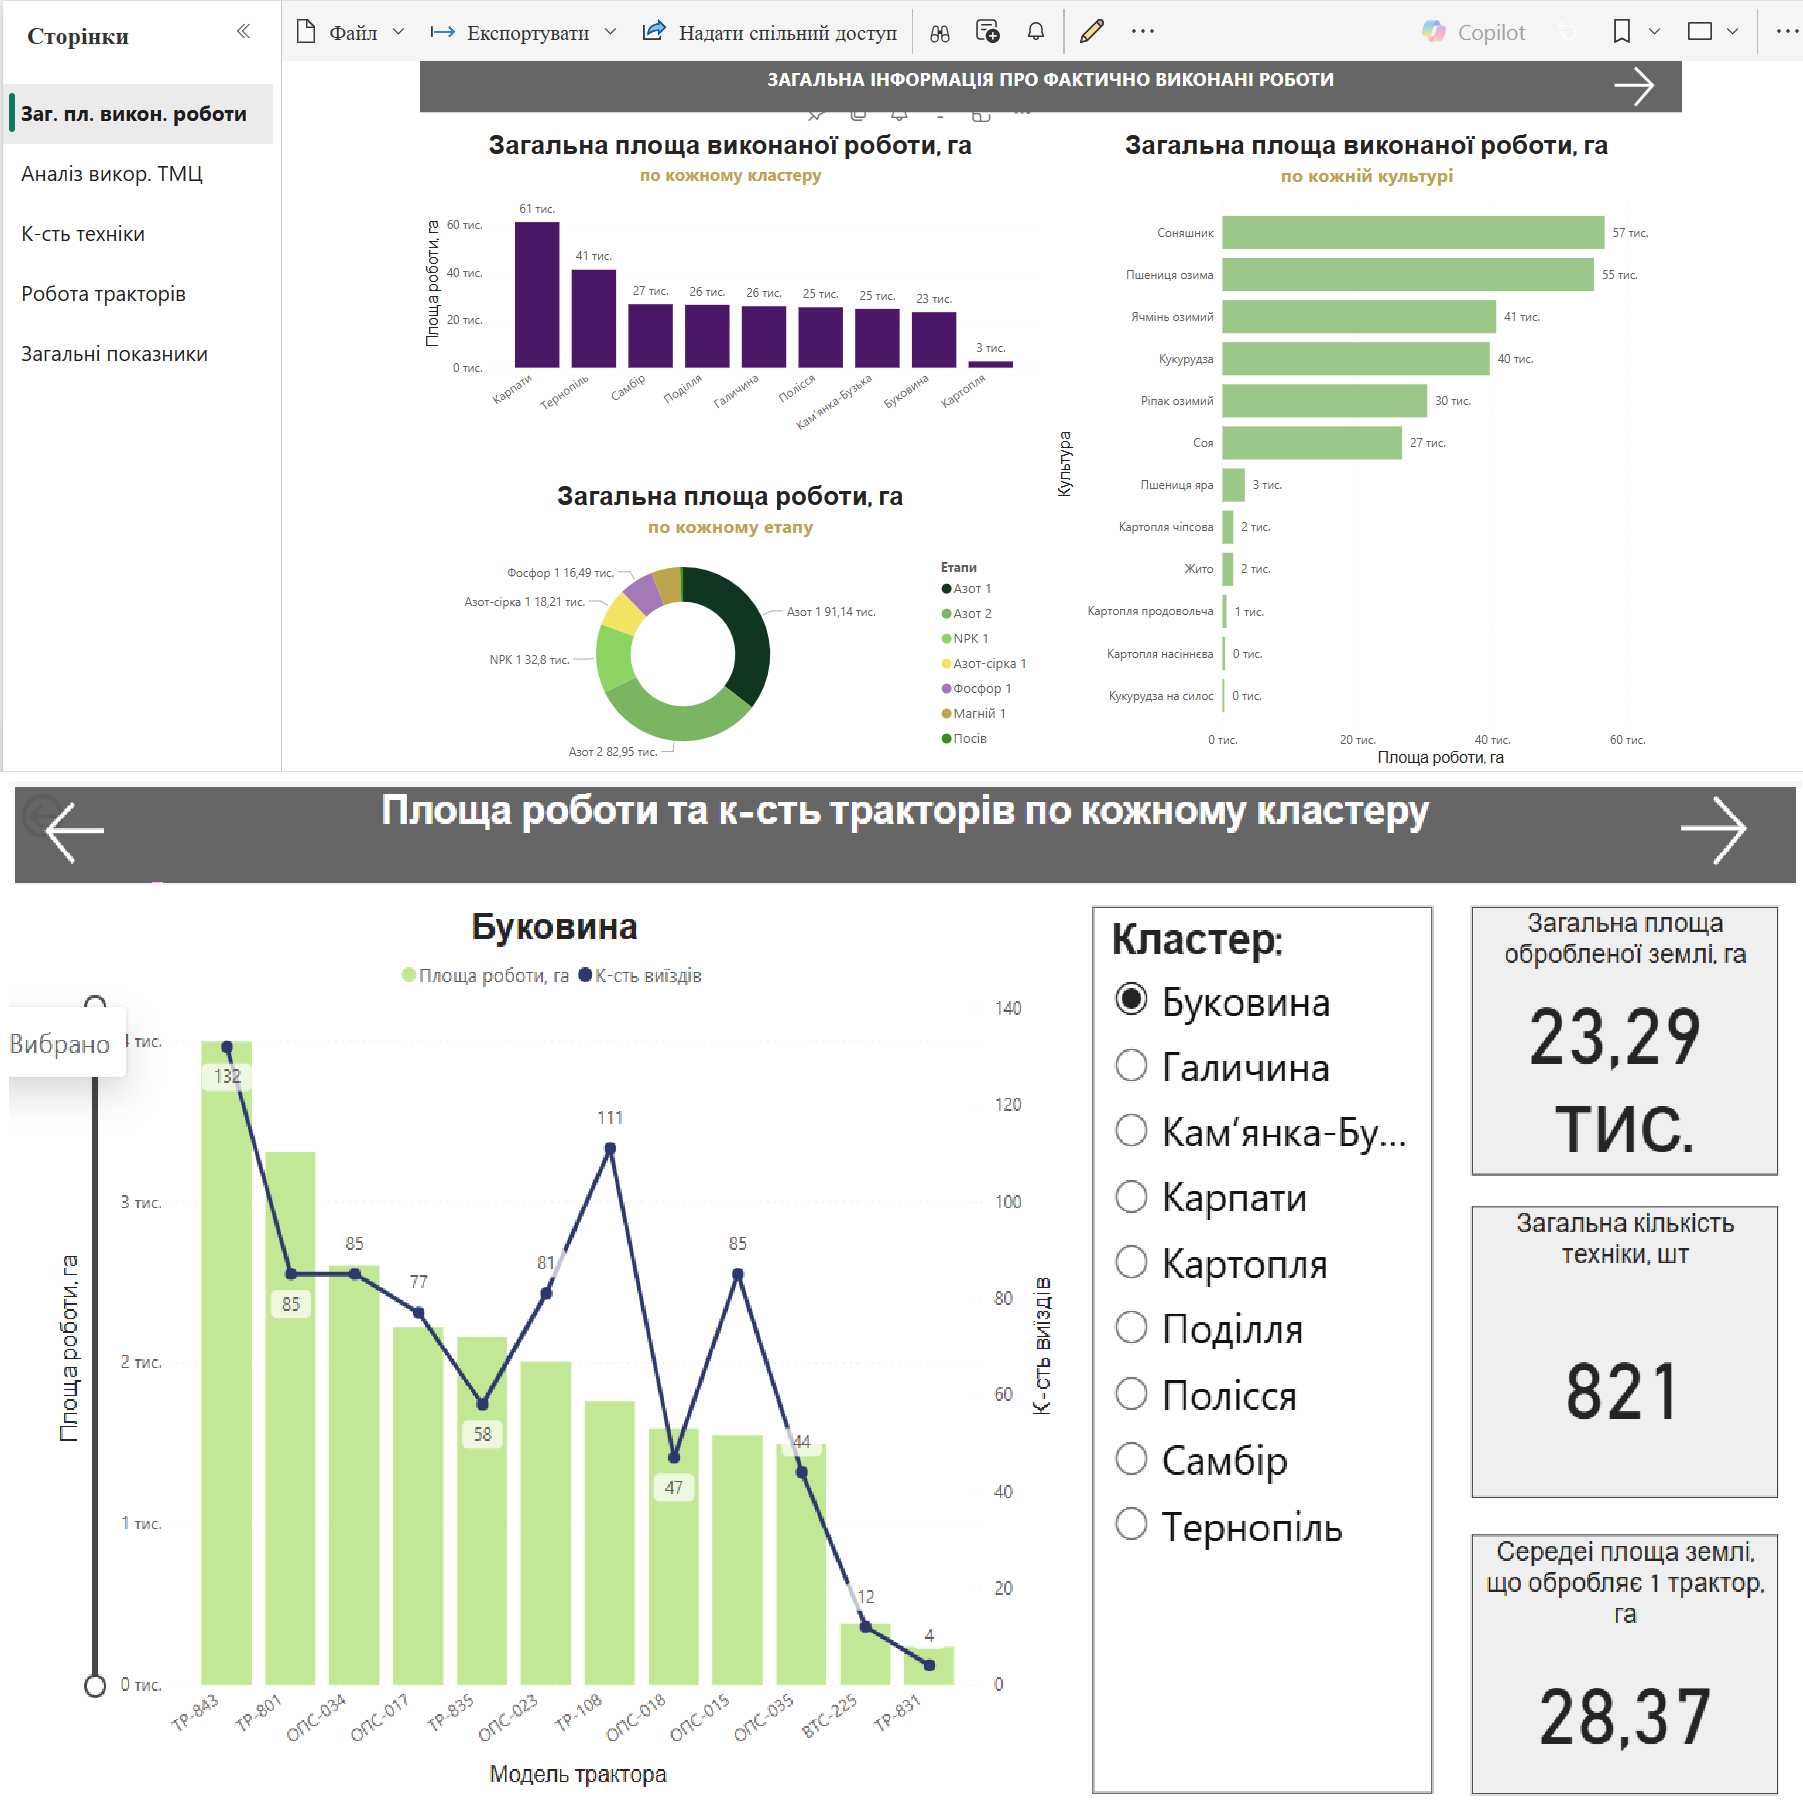 Сторінки
Файл
Експортувати
Надати спільний доступ
Copilot
Заг. пл. викон. роботи
Аналіз викор. ТМЦ
К-сть техніки
Робота тракторів
Загальні показники
ЗАГАЛЬНА ІНФОРМАЦІЯ ПРО ФАКТИЧНО ВИКОНАНІ РОБОТИ
Загальна площа виконаної роботи, га
по кожному кластеру
Площа роботи, га
60 тис.
40 тис.
20 тис.
0 тис.
61 тис.
41 тис.
27 тис.
26 тис.
26 тис.
25 тис.
25 тис.
23 тис.
3 тис.
Карпати
Тернопіль
Самбір
Поділля
Галичина
Полісся
Кам'янка-Бузька
Буковина
Картопля
Загальна площа роботи, га
по кожному етапу
Фосфор 1 16,49 тис.
Азот-сірка 1 18,21 тис.
NPK 1 32,8 тис.
Азот 2 82,95 тис.
Азот 1 91,14 тис.
Етапи
Азот 1
Азот 2
NPK 1
Азот-сірка 1
Фосфор 1
Магній 1
Посів
Загальна площа виконаної роботи, га
по кожній культурі
Культура
Соняшник 57 тис.
Пшениця озима 55 тис.
Ячмінь озимий 41 тис.
Кукурудза 40 тис.
Ріпак озимий 30 тис.
Соя 27 тис.
Пшениця яра 3 тис.
Картопля чіпсова 2 тис.
Жито 2 тис.
Картопля продовольча 1 тис.
Картопля насіннєва 0 тис.
Кукурудза на силос 0 тис.
0 тис. 20 тис. 40 тис. 60 тис.
Площа роботи, га
Площа роботи та к-сть тракторів по кожному кластеру
Буковина
Площа роботи, га К-сть виїздів
Вибрано
Площа роботи, га
4 тис.
3 тис.
2 тис.
1 тис.
0 тис.
132
85
85
77
58
81
111
47
85
44
12
4
140
120
100
80
60
40
20
0
К-сть виїздів
ТР-843
ТР-801
ОПС-034
ОПС-017
ТР-835
ОПС-023
ТР-108
ОПС-018
ОПС-015
ОПС-035
ВТС-225
ТР-831
Модель трактора
Кластер:
Буковина
Галичина
Кам'янка-Бу...
Карпати
Картопля
Поділля
Полісся
Самбір
Тернопіль
Загальна площа
обробленої землі, га
23,29
тис.
Загальна кількість
техніки, шт
821
Середеі площа землі,
що обробляє 1 трактор,
га
28,37